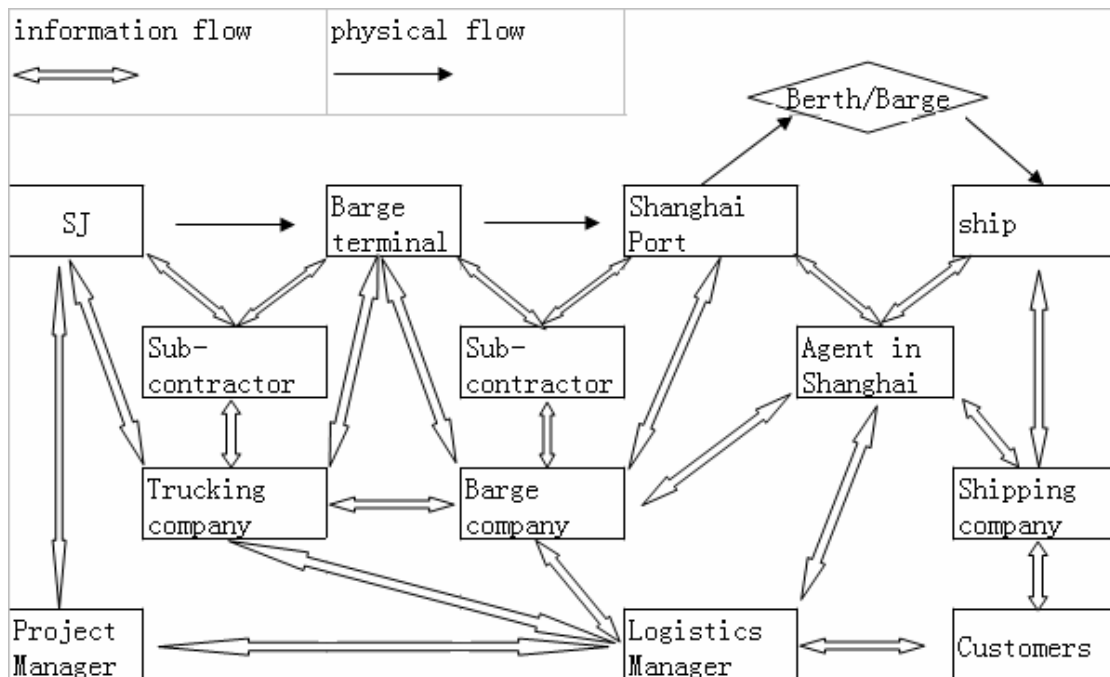 information flow
physical flow
Berth/Barge
SJ
Barge
terminal
Shanghai
Port
ship
Sub-
contractor
Sub-
contractor
Agent in
Shanghai
Trucking
company
Barge
company
Shipping
company
Project
Manager
Logistics
Manager
Customers